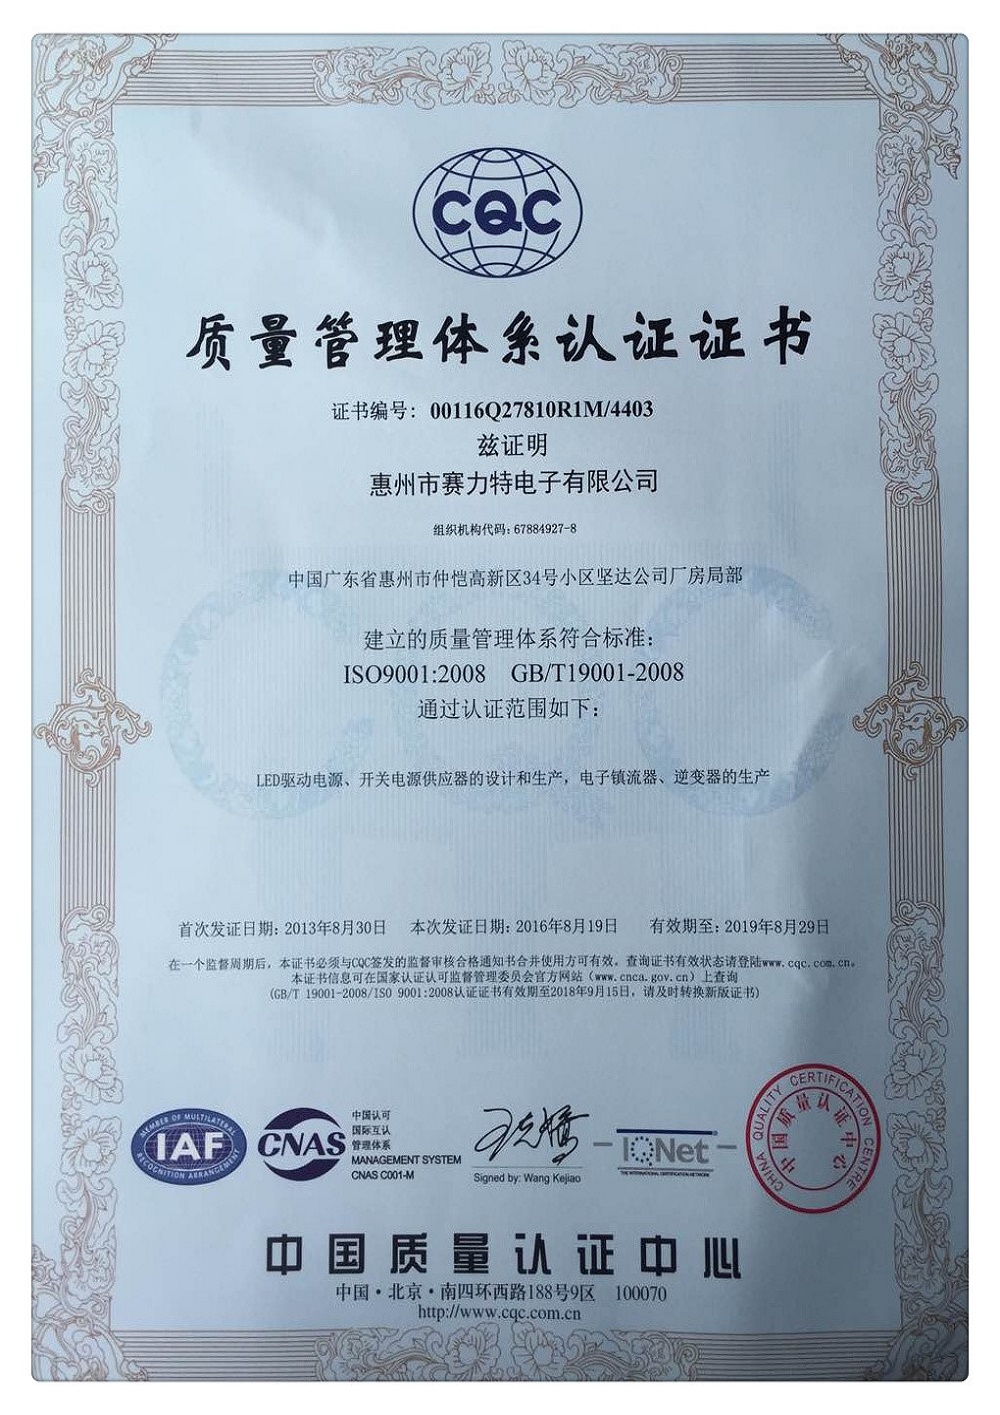 CQC
质量管理体系认证证书
证书编号：00116Q27810R1M/4403
兹证明
惠州市赛力特电子有限公司
组织机构代码：67884927-8
中国广东省惠州市仲恺高新区34号小区坚达公司厂房局部
建立的质量管理体系符合标准：
ISO9001:2008 GB/T19001-2008
通过认证范围如下：
LED驱动电源、开关电源供应器的设计和生产，电子镇流器、逆变器的生产
首次发证日期：2013年8月30日 本次发证日期：2016年8月19日 有效期至：2019年8月29日
在一个监督周期后，本证书必须与CQC签发的监督审核合格通知书合并使用方可有效。查询证书有效状态请登陆www.cqc.com.cn。
本证书信息可在国家认证认可监督管理委员会官方网站（www.cnca.gov.cn）上查询
(GB/T 19001-2008/ISO 9001:2008认证证书有效期至2018年9月15日，请及时转换新版证书)
MEMBER OF MULTILATERAL
IAF
RECOGNITION ARRANGEMENT
CNAS
中国认可
国际互认
管理体系
MANAGEMENT SYSTEM
CNAS C001-M
Signed by: Wang Kejiao
IQNet
THE INTERNATIONAL CERTIFICATION NETWORK
CHINA QUALITY CERTIFICATION CENTRE
中国质量认证中心
中国质量认证中心
中国·北京·南四环西路188号9区 100070
http://www.cqc.com.cn